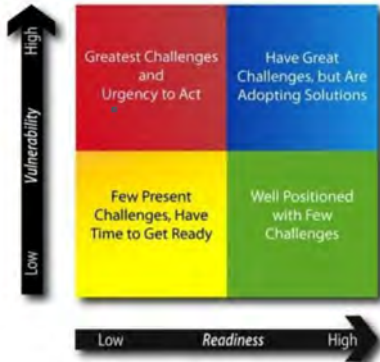 High
Vulnerability
Low
Greatest Challenges
and
Urgency to Act
Have Great
Challenges, but Are
Adopting Solutions
Few Present
Challenges, Have
Time to Get Ready
Well Positioned
with Few
Challenges
Low Readiness High